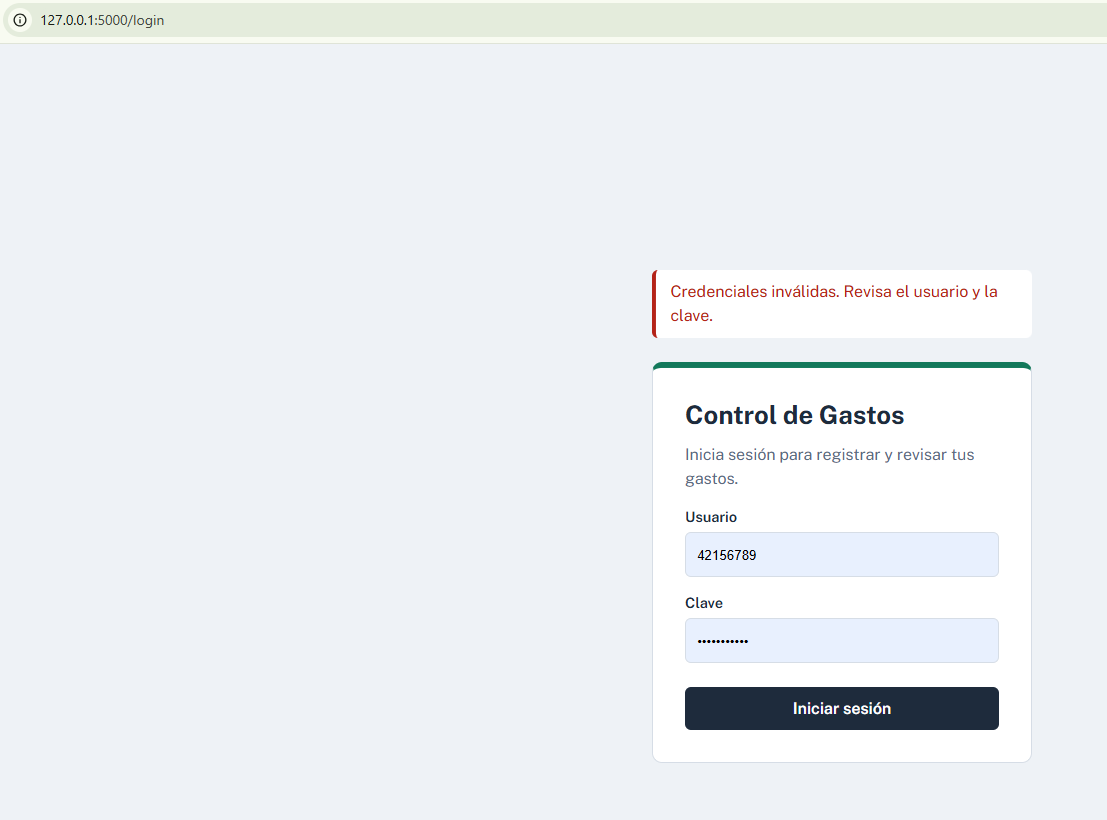 127.0.0.1:5000/login
Credenciales inválidas. Revisa el usuario y la
clave.
Control de Gastos
Inicia sesión para registrar y revisar tus
gastos.
Usuario
42156789
Clave
•••••••••••
Iniciar sesión